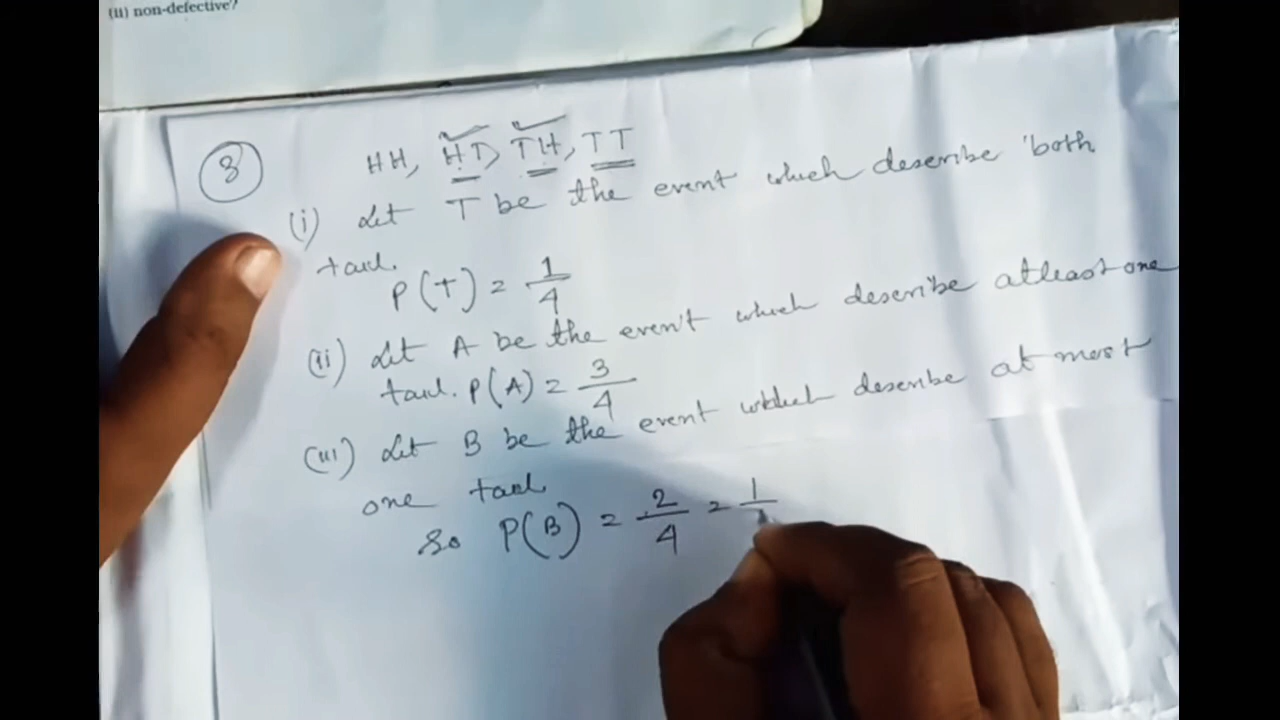 (ii) non-defective?
3 HH, HT, TH, TT
(i) Let T be the event which describe both
tail.
P(T) = 1/4
(ii) Let A be the event which describe atleast one
tail. P(A) = 3/4
(iii) Let B be the event which describe at most
one tail
So P(B) = 2/4 = 1